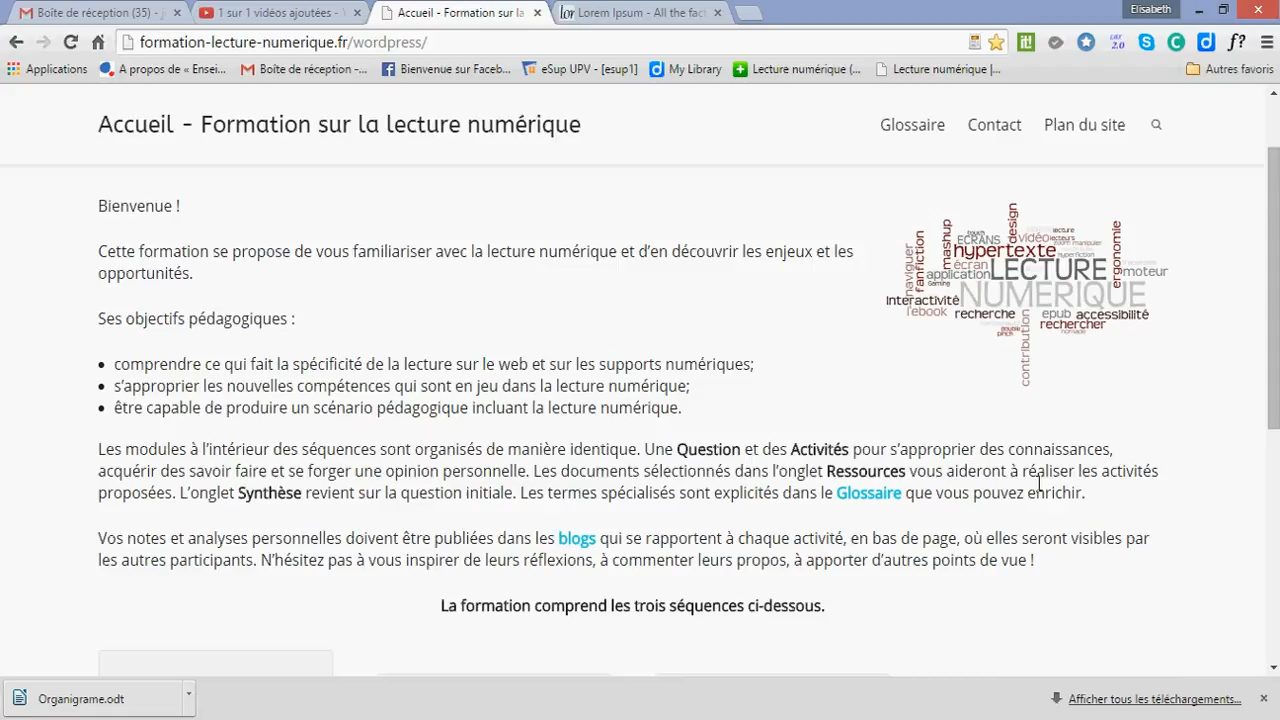 Boîte de réception (35) - j
1 sur 1 vidéos ajoutées - Y
Accueil - Formation sur la
Lorem Ipsum - All the fact
Elisabeth
formation-lecture-numerique.fr/wordpress/
Applications
A propos de « Ensei...
Boîte de réception -...
Bienvenue sur Faceb...
eSup UPV - [esup1]
My Library
Lecture numérique (...
Lecture numérique |...
Autres favoris
Accueil - Formation sur la lecture numérique
Glossaire
Contact
Plan du site
Bienvenue !
Cette formation se propose de vous familiariser avec la lecture numérique et d’en découvrir les enjeux et les
opportunités.
Ses objectifs pédagogiques :
comprendre ce qui fait la spécificité de la lecture sur le web et sur les supports numériques;
s’approprier les nouvelles compétences qui sont en jeu dans la lecture numérique;
être capable de produire un scénario pédagogique incluant la lecture numérique.
design
touch
ECRANS
vidéo
lecture
lecteurs
mashup
fanfiction
naviguer
hypertexte
zoom
manipuler
hyperfiction
ergonomie
écran
application
LECTURE
moteur
Gaming
NUMERIQUE
Interactivité
l'ebook
recherche
epub
accessibilité
rechercher
double
pinch
nomade
contribution
Les modules à l’intérieur des séquences sont organisés de manière identique. Une Question et des Activités pour s’approprier des connaissances,
acquérir des savoir faire et se forger une opinion personnelle. Les documents sélectionnés dans l’onglet Ressources vous aideront à réaliser les activités
proposées. L’onglet Synthèse revient sur la question initiale. Les termes spécialisés sont explicités dans le Glossaire que vous pouvez enrichir.
Vos notes et analyses personnelles doivent être publiées dans les blogs qui se rapportent à chaque activité, en bas de page, où elles seront visibles par
les autres participants. N’hésitez pas à vous inspirer de leurs réflexions, à commenter leurs propos, à apporter d’autres points de vue !
La formation comprend les trois séquences ci-dessous.
Organigrame.odt
Afficher tous les téléchargements...